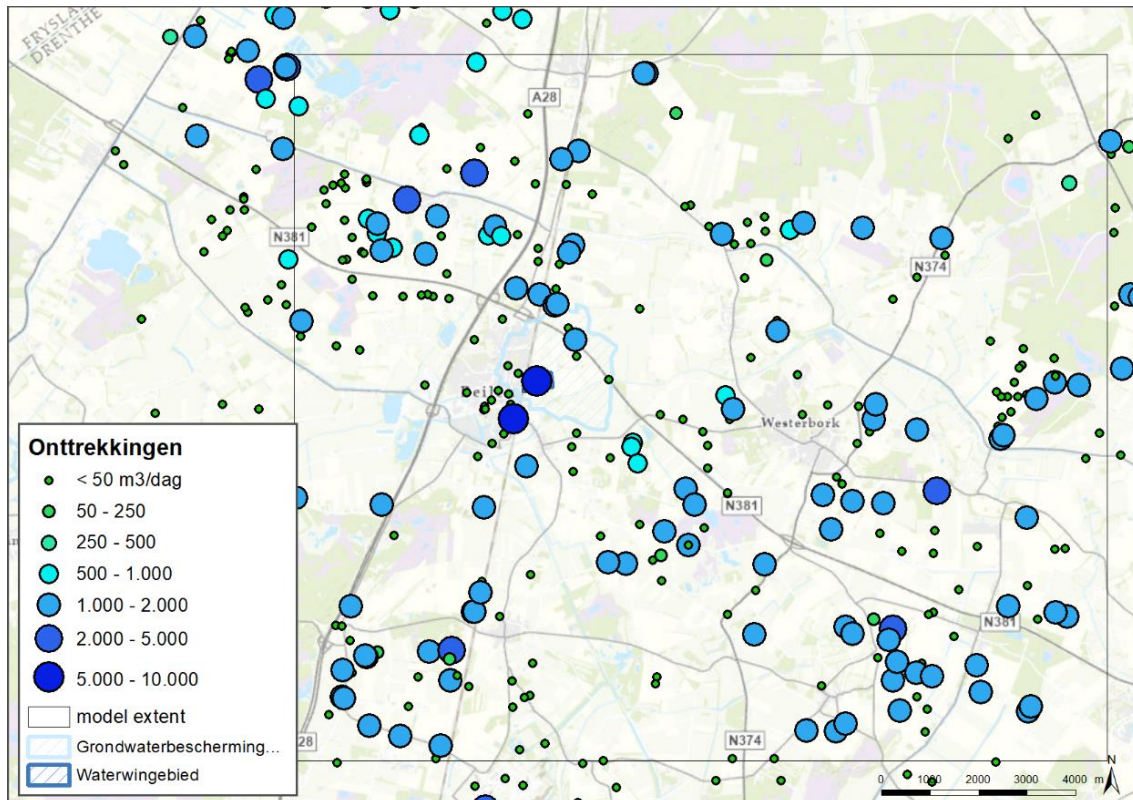 FRYSLÂN
DRENTHE
A28
N381
N374
Beil
Westerbork
N381
N381
N374
28
Onttrekkingen
< 50 m3/dag
50 - 250
250 - 500
500 - 1.000
1.000 - 2.000
2.000 - 5.000
5.000 - 10.000
model extent
Grondwaterbescherming...
Waterwingebied
N
0 1000 2000 3000 4000 m